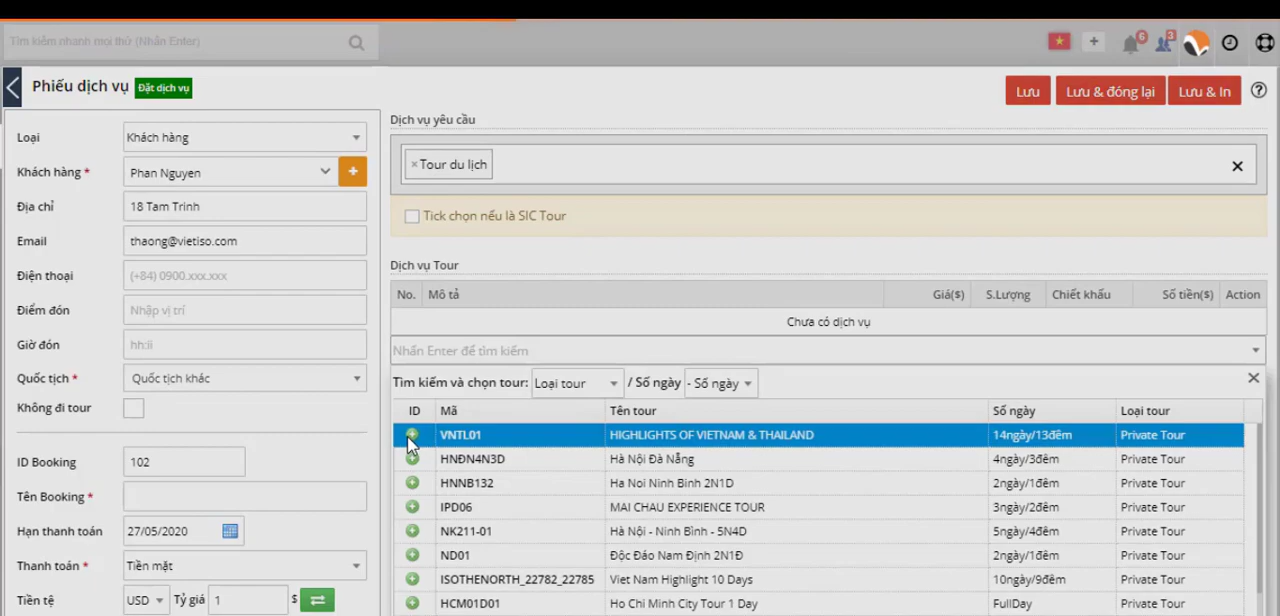 Tìm kiếm nhanh mọi thứ (Nhấn Enter)
6
3
Phiếu dịch vụ Đặt dịch vụ
Lưu
Lưu & đóng lại
Lưu & In
Loại Khách hàng
Khách hàng * Phan Nguyen
Địa chỉ 18 Tam Trinh
Email thaong@vietiso.com
Điện thoại (+84) 0900.xxx.xxx
Điểm đón Nhập vị trí
Giờ đón hh:ii
Quốc tịch * Quốc tịch khác
Không đi tour
ID Booking 102
Tên Booking *
Hạn thanh toán 27/05/2020
Thanh toán * Tiền mặt
Tiền tệ USD Tỷ giá 1 $
Dịch vụ yêu cầu
×Tour du lịch
Tick chọn nếu là SIC Tour
Dịch vụ Tour
No. Mô tả Giá($) S.Lượng Chiết khấu Số tiền($) Action
Chưa có dịch vụ
Nhấn Enter để tìm kiếm
Tìm kiếm và chọn tour: Loại tour / Số ngày - Số ngày
ID Mã Tên tour Số ngày Loại tour
VNTL01 HIGHLIGHTS OF VIETNAM & THAILAND 14ngày/13đêm Private Tour
HNĐN4N3D Hà Nội Đà Nẵng 4ngày/3đêm Private Tour
HNNB132 Ha Noi Ninh Binh 2N1D 2ngày/1đêm Private Tour
IPD06 MAI CHAU EXPERIENCE TOUR 3ngày/2đêm Private Tour
NK211-01 Hà Nội - Ninh Bình - 5N4D 5ngày/4đêm Private Tour
ND01 Độc Đáo Nam Định 2N1Đ 2ngày/1đêm Private Tour
ISOTHENORTH_22782_22785 Viet Nam Highlight 10 Days 10ngày/9đêm Private Tour
HCM01D01 Ho Chi Minh City Tour 1 Day FullDay Private Tour